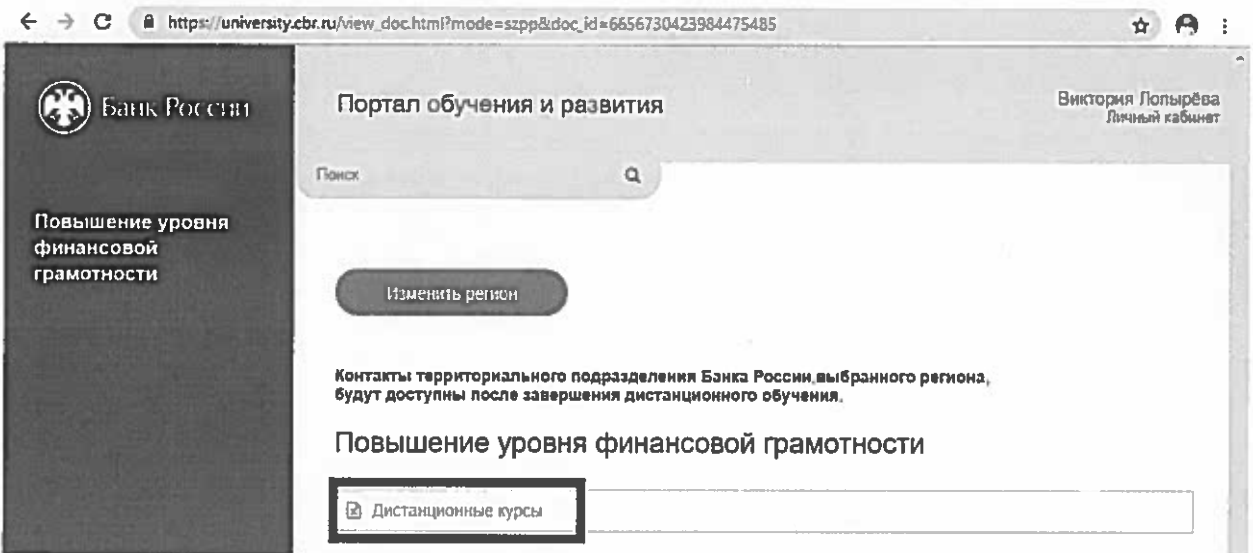 https://university.cbr.ru/view_doc.html?mode=szpp&doc_id=6656730423984475485
Банк России
Портал обучения и развития
Виктория Лопырёва
Личный кабинет
Поиск
Повышение уровня
финансовой
грамотности
Изменить регион
Контакты территориального подразделения Банка России,выбранного региона,
будут доступны после завершения дистанционного обучения.
Повышение уровня финансовой грамотности
Дистанционные курсы